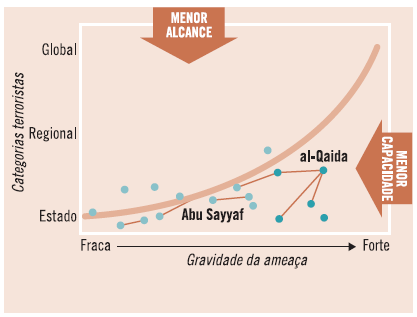 MENOR
ALCANCE
Global
Regional
Estado
Categorias terroristas
al-Qaida
Abu Sayyaf
MENOR
CAPACIDADE
Fraca
Forte
Gravidade da ameaça